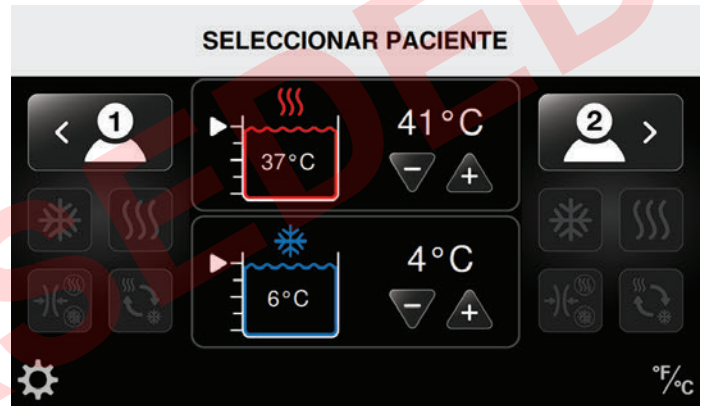 SELECCIONAR PACIENTE
1
2
37°C
41°C
- +
6°C
4°C
- +
°F/°C